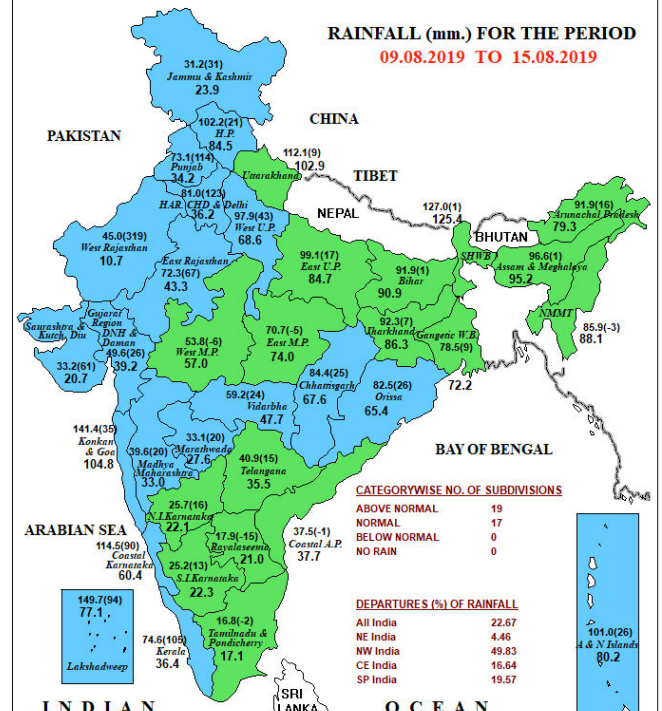 RAINFALL (mm.) FOR THE PERIOD
09.08.2019 TO 15.08.2019
31.2(31)
Jammu & Kashmir
23.9
CHINA
102.2(21)
H.P.
84.5
PAKISTAN
73.1(114)
Punjab
34.2
112.1(9)
102.9
Uttarakhand
TIBET
81.0(123)
HAR. CHD & Delhi
36.2
97.9(43)
West U.P.
68.6
NEPAL
127.0(1)
125.4
91.9(16)
Arunachal Pradesh
79.3
BHUTAN
45.0(319)
West Rajasthan
10.7
East Rajasthan
72.3(67)
43.3
99.1(17)
East U.P.
84.7
91.9(1)
Bihar
90.9
SHWB
96.6(1)
Assam & Meghalaya
95.2
NMMT
85.9(-3)
88.1
Saurashtra &
Kutch, Diu
33.2(61)
20.7
Gujarat
Region
DNH &
Daman
49.6(26)
39.2
53.8(-6)
West M.P.
57.0
70.7(-5)
East M.P.
74.0
92.3(7)
Jharkhand
86.3
Gangetic W.B.
78.5(9)
72.2
84.4(25)
Chhattisgarh
67.6
82.5(26)
Orissa
65.4
59.2(24)
Vidarbha
47.7
141.4(35)
Konkan
& Goa
104.8
39.6(20)
Madhya
Maharashtra
33.0
33.1(20)
Marathwada
27.6
40.9(15)
Telangana
35.5
BAY OF BENGAL
25.7(16)
N.I.Karnataka
22.1
CATEGORYWISE NO. OF SUBDIVISIONS
ABOVE NORMAL 19
NORMAL 17
BELOW NORMAL 0
NO RAIN 0
ARABIAN SEA
114.5(90)
Coastal
Karnataka
60.4
17.9(-15)
Rayalaseema
21.0
37.5(-1)
Coastal A.P.
37.7
25.2(13)
S.I.Karnataka
22.3
149.7(94)
77.1
Lakshadweep
74.6(105)
Kerala
36.4
16.8(-2)
Tamilnadu &
Pondicherry
17.1
DEPARTURES (%) OF RAINFALL
All India 22.67
NE India 4.46
NW India 49.83
CE India 16.64
SP India 19.57
101.0(26)
A & N Islands
80.2
SRI
LANKA
INDIAN OCEAN